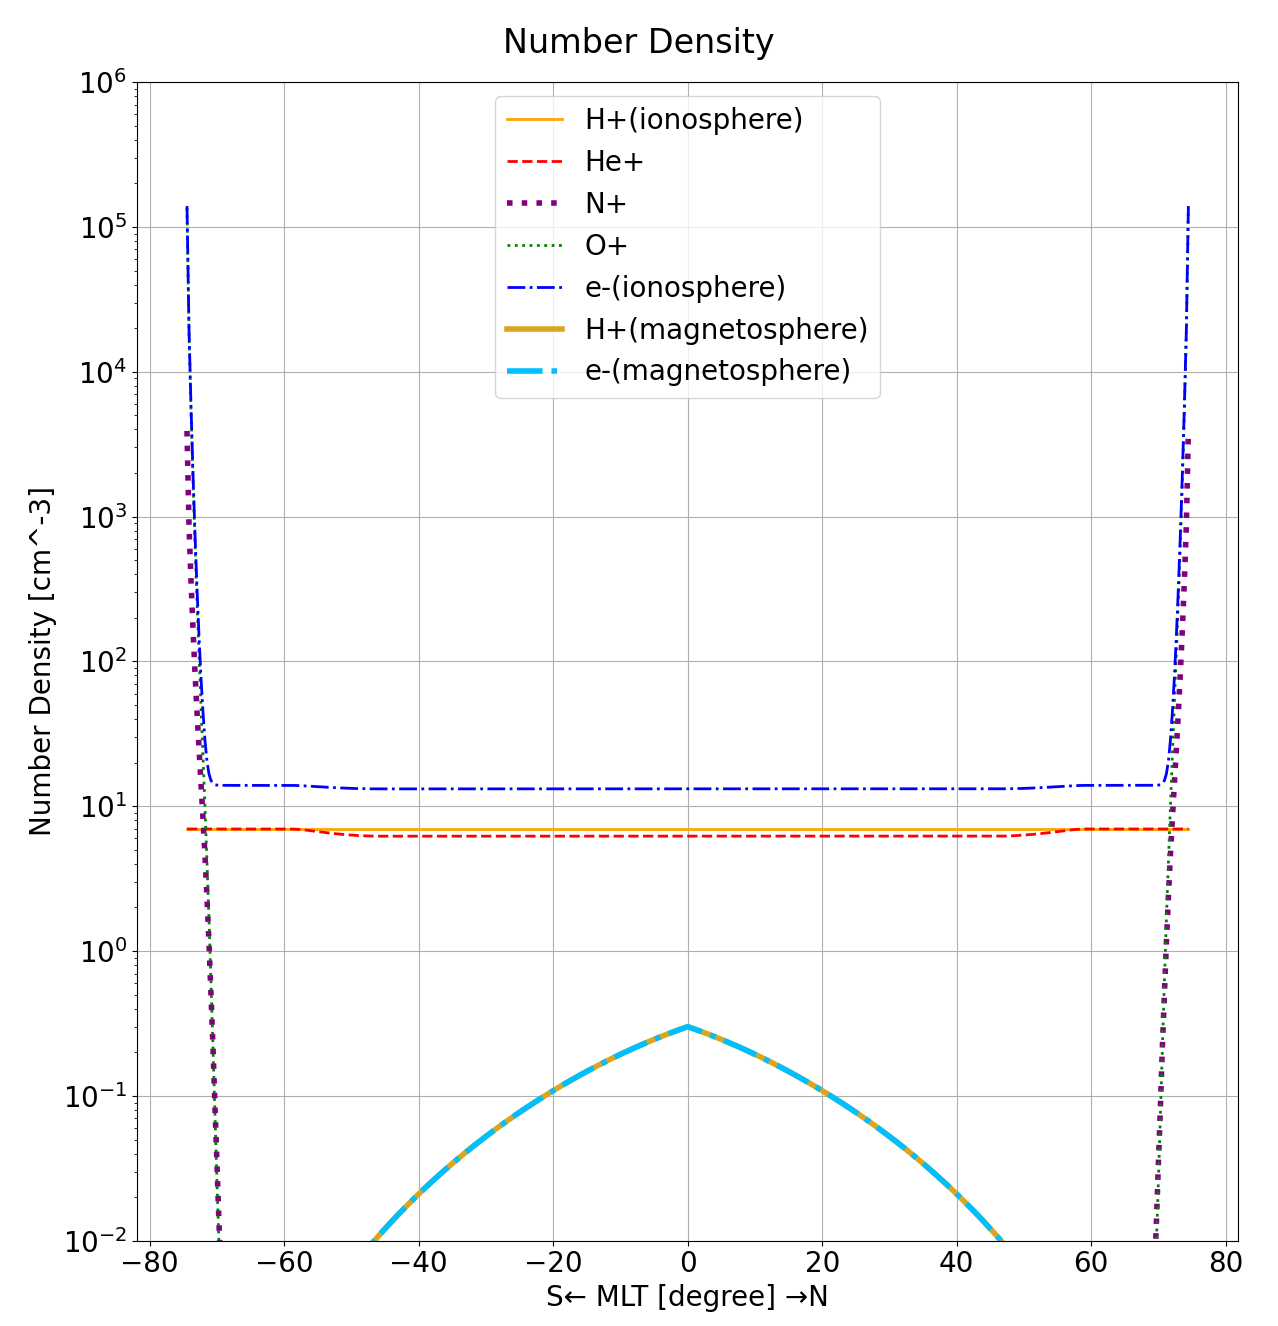 Number Density
10^6
10^5
10^4
10^3
10^2
10^1
10^0
10^−1
10^−2
Number Density [cm^-3]
H+(ionosphere)
He+
N+
O+
e-(ionosphere)
H+(magnetosphere)
e-(magnetosphere)
−80 −60 −40 −20 0 20 40 60 80
S← MLT [degree] →N